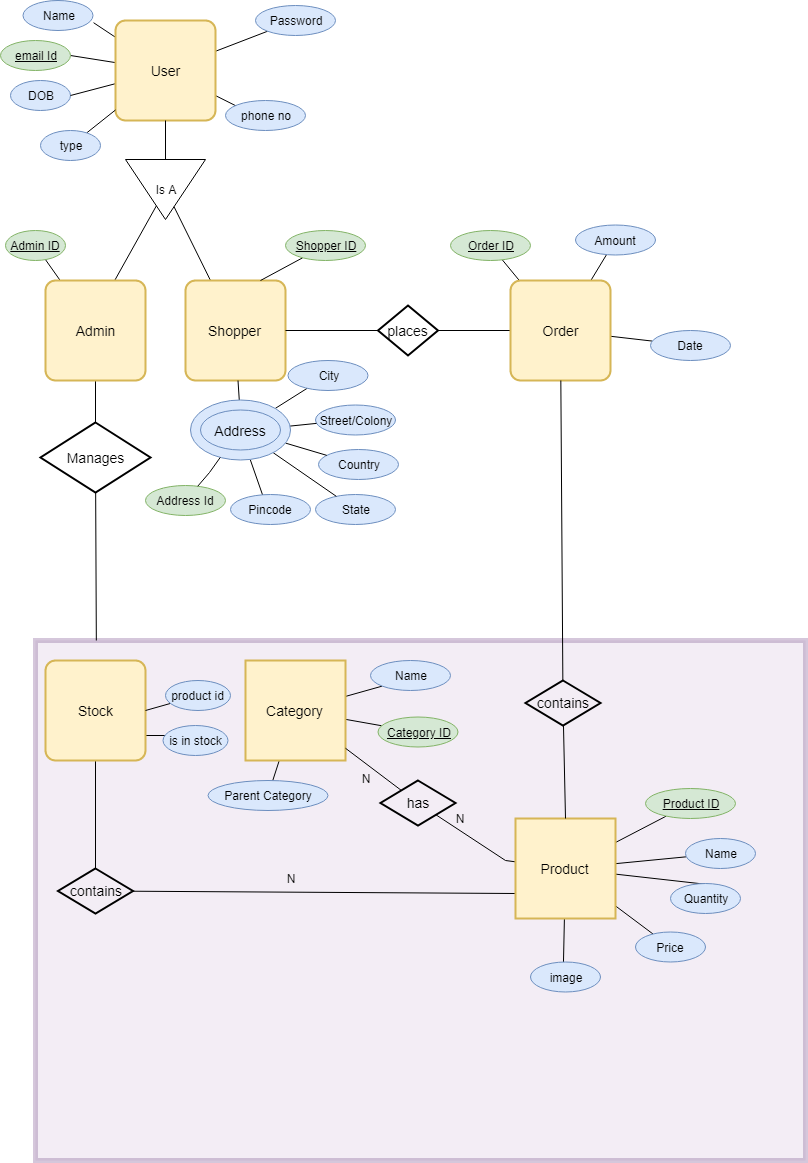 Name
Password
email Id
User
DOB
phone no
type
Is A
Admin ID
Shopper ID
Order ID
Amount
Admin
Shopper
places
Order
Date
City
Street/Colony
Address
Manages
Country
Address Id
Pincode
State
Stock
product id
is in stock
Category
Name
Category ID
Parent Category
contains
N
has
N
Product ID
Product
Name
Quantity
contains
N
Price
image